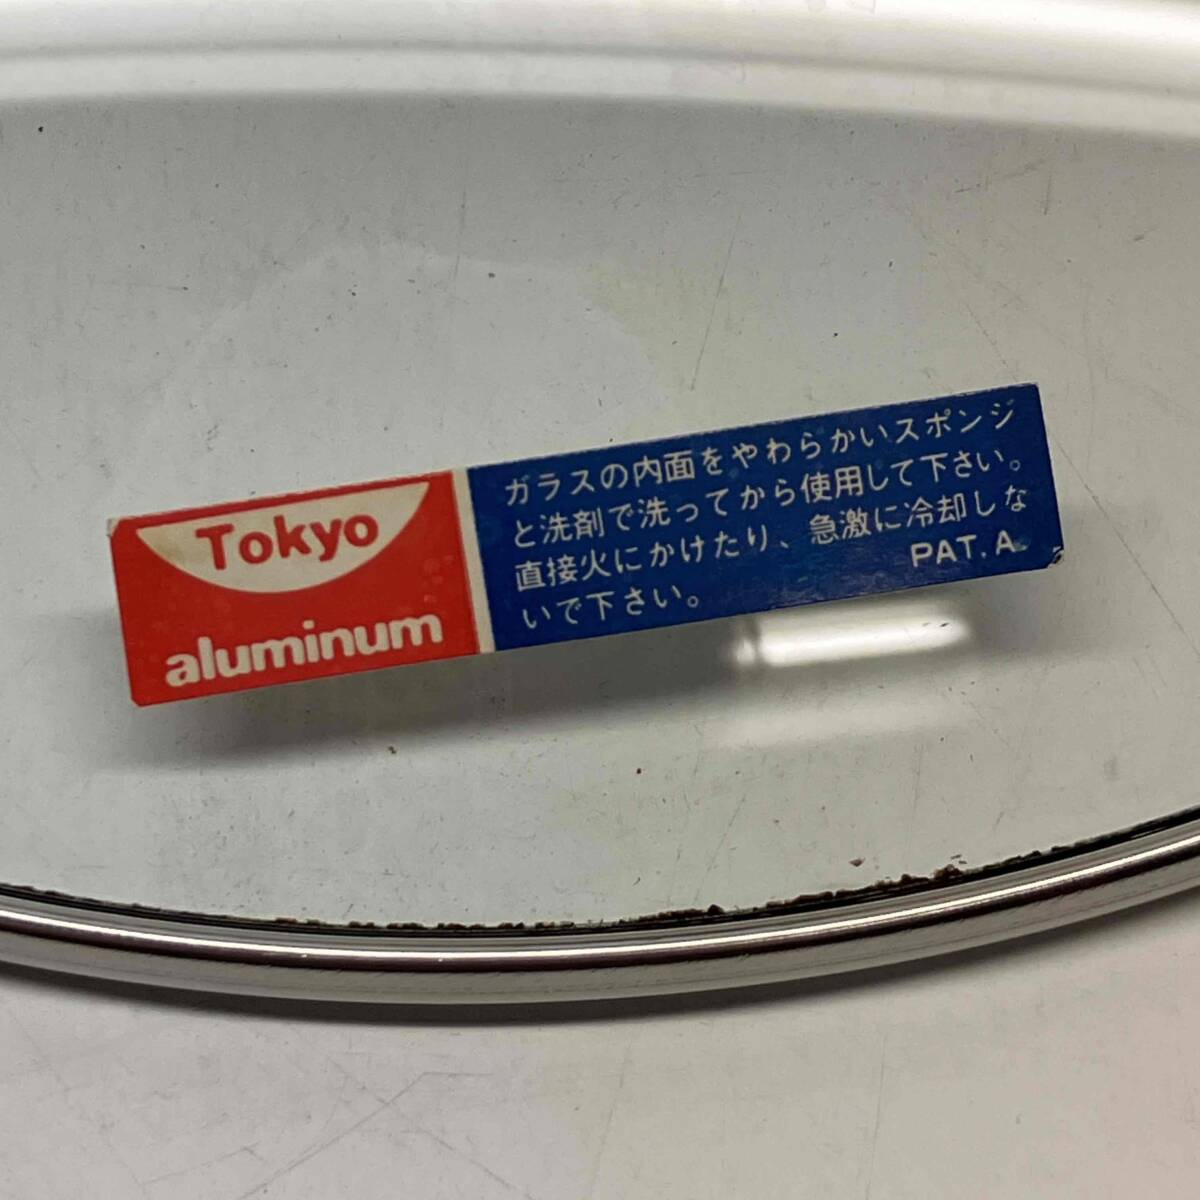 Tokyo
aluminum
ガラスの内面をやわらかいスポンジ
と洗剤で洗ってから使用して下さい。
直接火にかけたり、急激に冷却しな
いで下さい。
PAT.A.